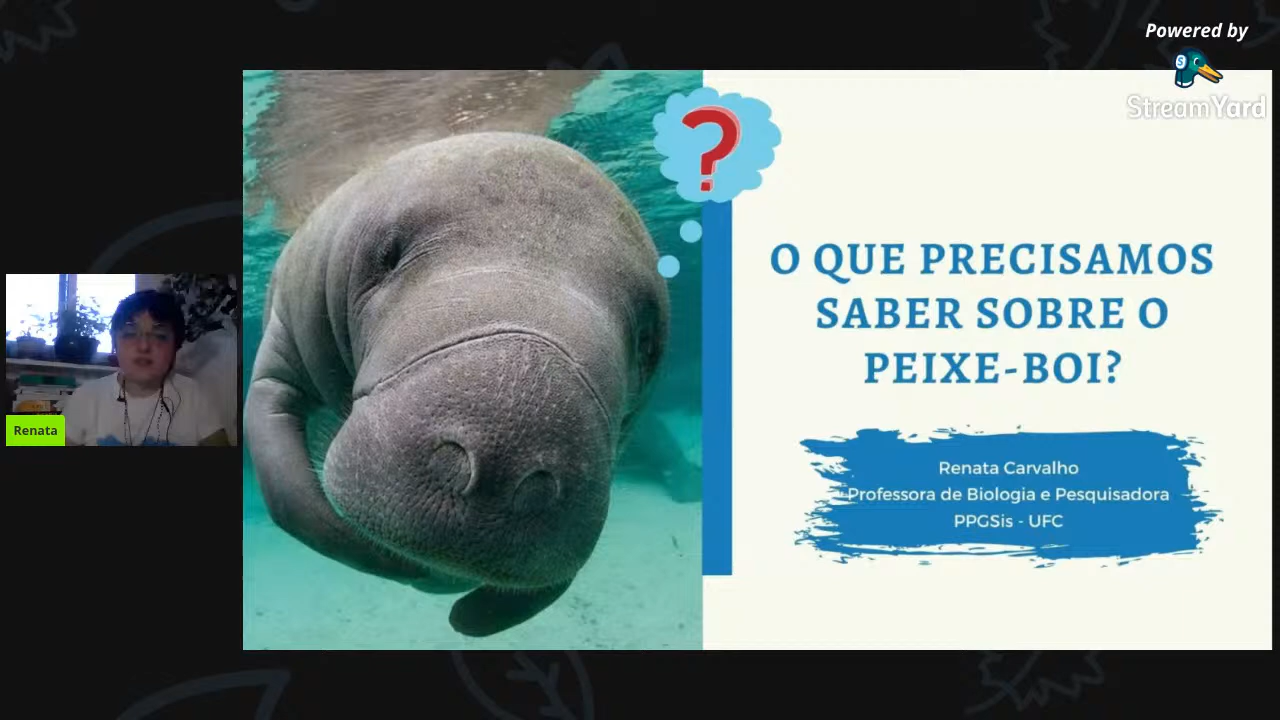 Powered by
StreamYard
?
O QUE PRECISAMOS
SABER SOBRE O
PEIXE-BOI?
Renata Carvalho
Professora de Biologia e Pesquisadora
PPGSis - UFC
Renata